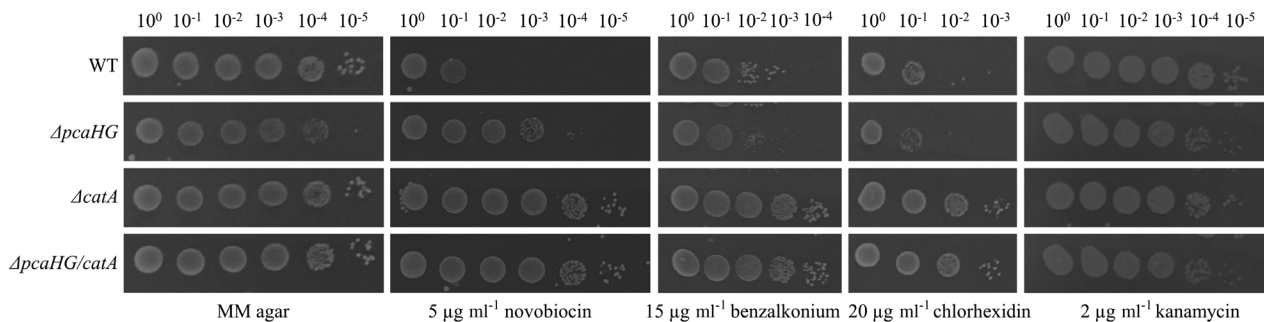 10⁰ 10⁻¹ 10⁻² 10⁻³ 10⁻⁴ 10⁻⁵ 10⁰ 10⁻¹ 10⁻² 10⁻³ 10⁻⁴ 10⁻⁵ 10⁰ 10⁻¹ 10⁻² 10⁻³ 10⁻⁴ 10⁰ 10⁻¹ 10⁻² 10⁻³ 10⁰ 10⁻¹ 10⁻² 10⁻³ 10⁻⁴ 10⁻⁵
WT
ΔpcaHG
ΔcatA
ΔpcaHG/catA
MM agar 5 µg ml⁻¹ novobiocin 15 µg ml⁻¹ benzalkonium 20 µg ml⁻¹ chlorhexidin 2 µg ml⁻¹ kanamycin